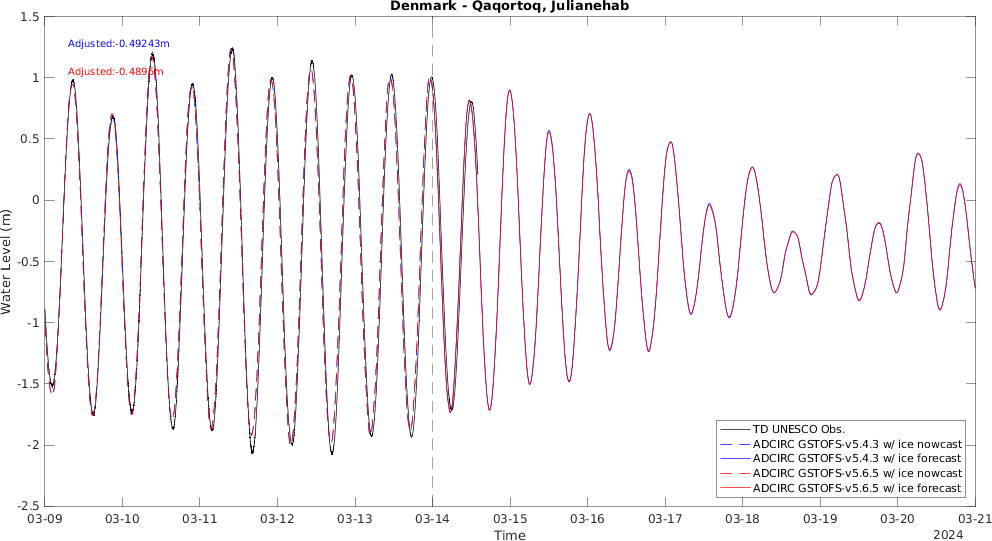 Denmark - Qaqortoq, Julianehab
Adjusted:-0.49243m
Adjusted:-0.4895m
Water Level (m)
1.5
1
0.5
0
-0.5
-1
-1.5
-2
-2.5
TD UNESCO Obs.
ADCIRC GSTOFS-v5.4.3 w/ ice nowcast
ADCIRC GSTOFS-v5.4.3 w/ ice forecast
ADCIRC GSTOFS-v5.6.5 w/ ice nowcast
ADCIRC GSTOFS-v5.6.5 w/ ice forecast
03-09 03-10 03-11 03-12 03-13 03-14 03-15 03-16 03-17 03-18 03-19 03-20 03-21
Time
2024